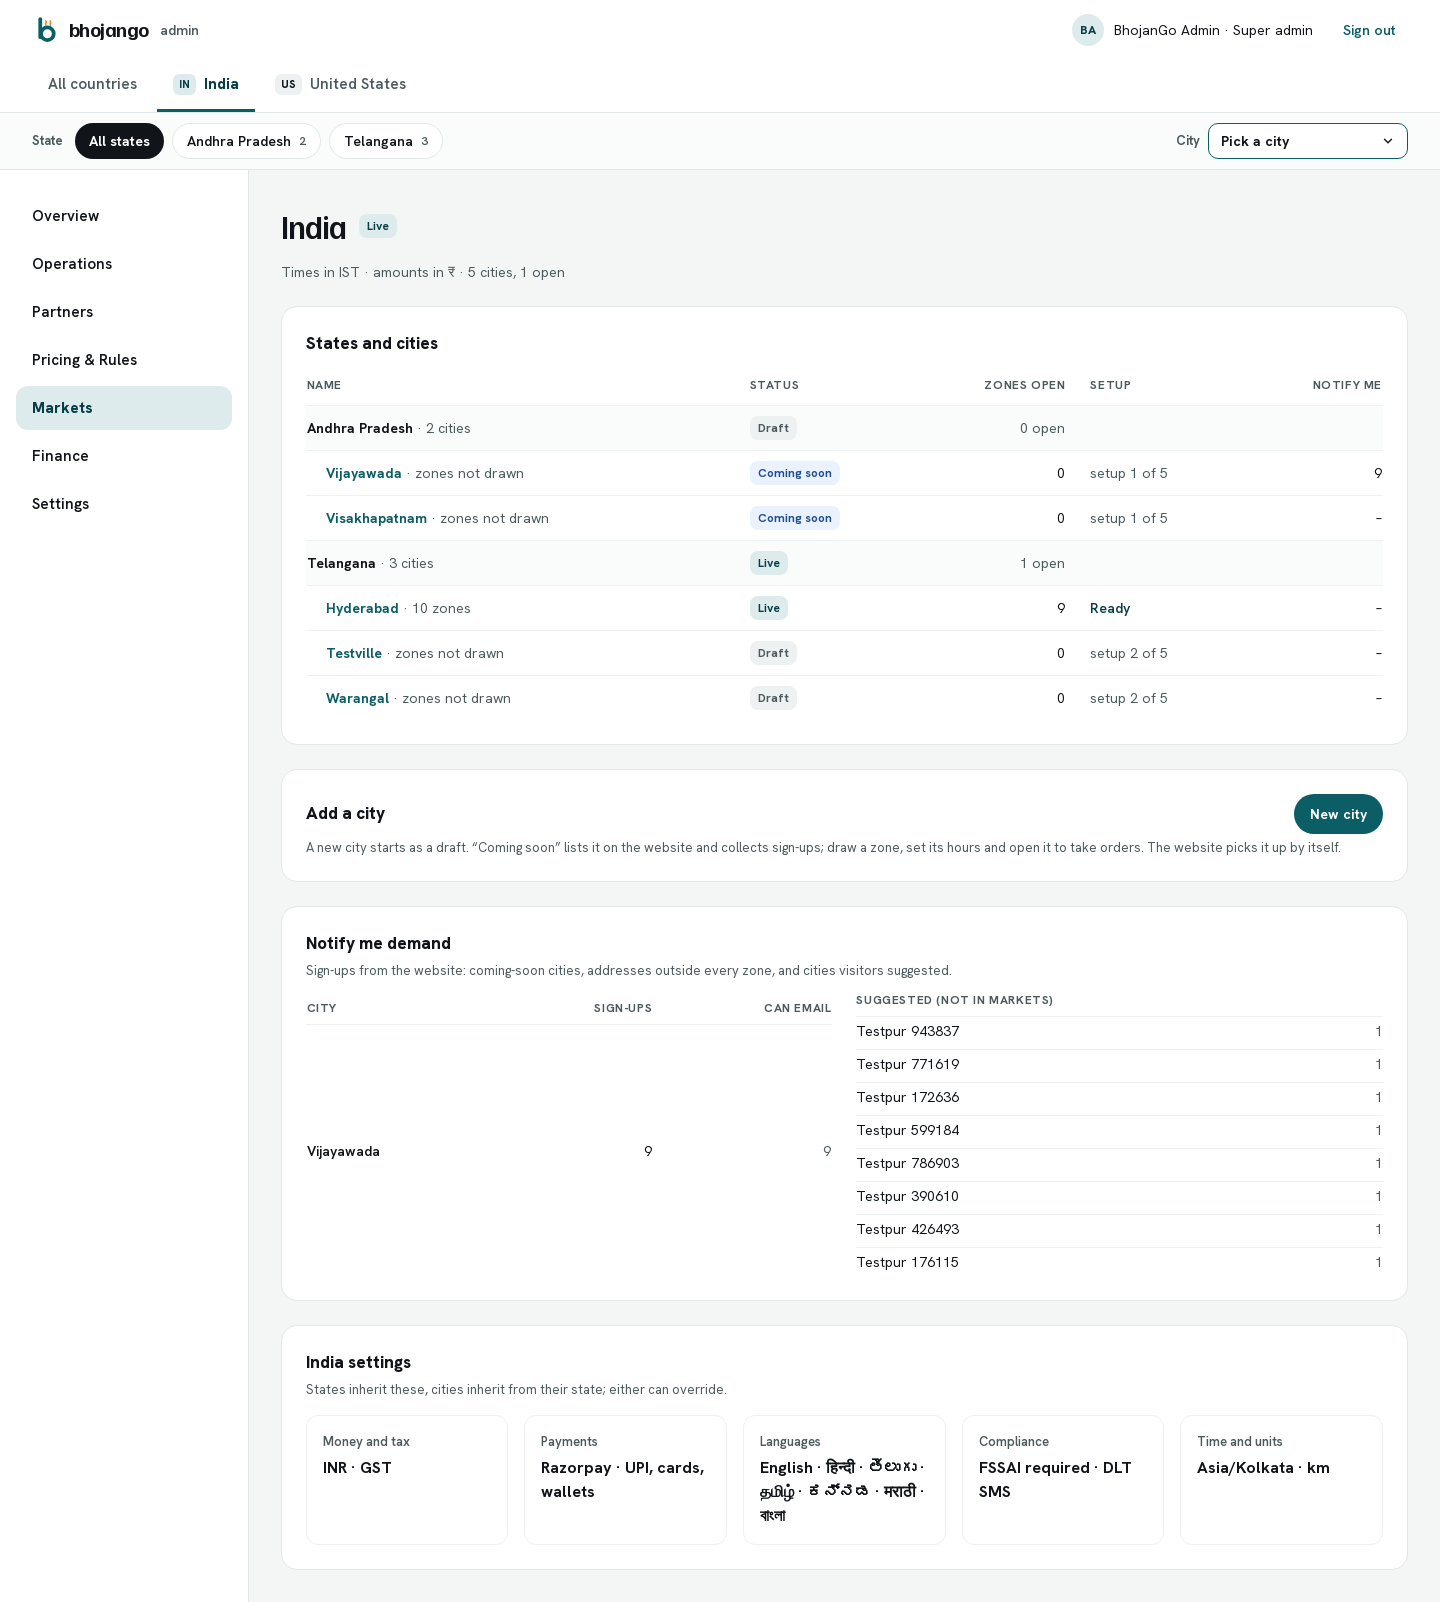 bhojango admin
BA BhojanGo Admin · Super admin Sign out
All countries IN India US United States
State All states Andhra Pradesh 2 Telangana 3 City Pick a city
Overview
Operations
Partners
Pricing & Rules
Markets
Finance
Settings
India Live
Times in IST · amounts in ₹ · 5 cities, 1 open
States and cities
NAME STATUS ZONES OPEN SETUP NOTIFY ME
Andhra Pradesh · 2 cities Draft 0 open
Vijayawada · zones not drawn Coming soon 0 setup 1 of 5 9
Visakhapatnam · zones not drawn Coming soon 0 setup 1 of 5 –
Telangana · 3 cities Live 1 open
Hyderabad · 10 zones Live 9 Ready –
Testville · zones not drawn Draft 0 setup 2 of 5 –
Warangal · zones not drawn Draft 0 setup 2 of 5 –
Add a city New city
A new city starts as a draft. “Coming soon” lists it on the website and collects sign-ups; draw a zone, set its hours and open it to take orders. The website picks it up by itself.
Notify me demand
Sign-ups from the website: coming-soon cities, addresses outside every zone, and cities visitors suggested.
CITY SIGN-UPS CAN EMAIL
Vijayawada 9 9
SUGGESTED (NOT IN MARKETS)
Testpur 943837 1
Testpur 771619 1
Testpur 172636 1
Testpur 599184 1
Testpur 786903 1
Testpur 390610 1
Testpur 426493 1
Testpur 176115 1
India settings
States inherit these, cities inherit from their state; either can override.
Money and tax
INR · GST
Payments
Razorpay · UPI, cards,
wallets
Languages
English · हिन्दी · తెలుగు ·
தமிழ் · ಕನ್ನಡ · मराठी ·
বাংলা
Compliance
FSSAI required · DLT
SMS
Time and units
Asia/Kolkata · km